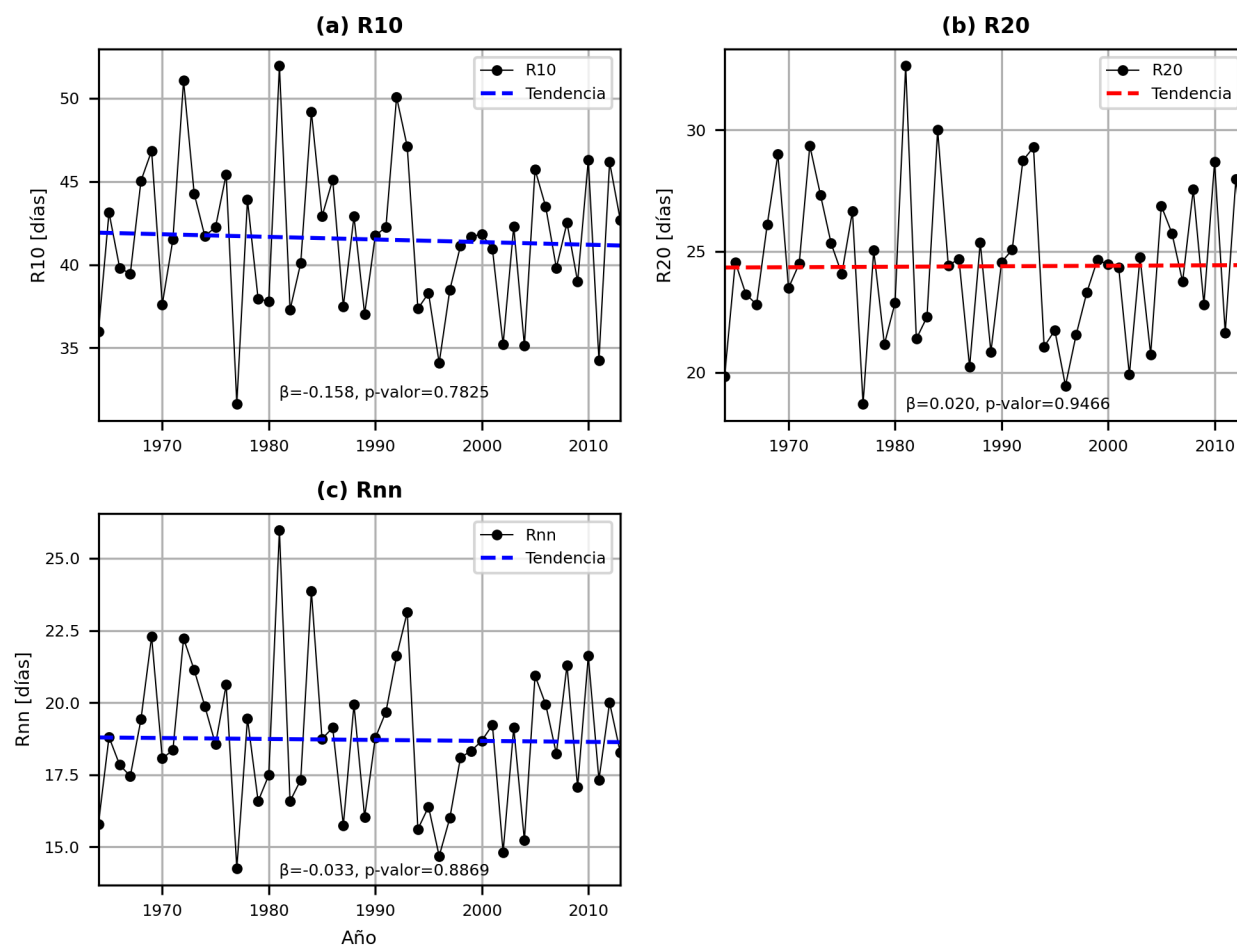 (a) R10
R10 [días]
50
45
40
35
R10
Tendencia
β=-0.158, p-valor=0.7825
1970
1980
1990
2000
2010
(b) R20
R20 [días]
30
25
20
R20
Tendencia
β=0.020, p-valor=0.9466
1970
1980
1990
2000
2010
(c) Rnn
Rnn [días]
25.0
22.5
20.0
17.5
15.0
Rnn
Tendencia
β=-0.033, p-valor=0.8869
1970
1980
1990
2000
2010
Año